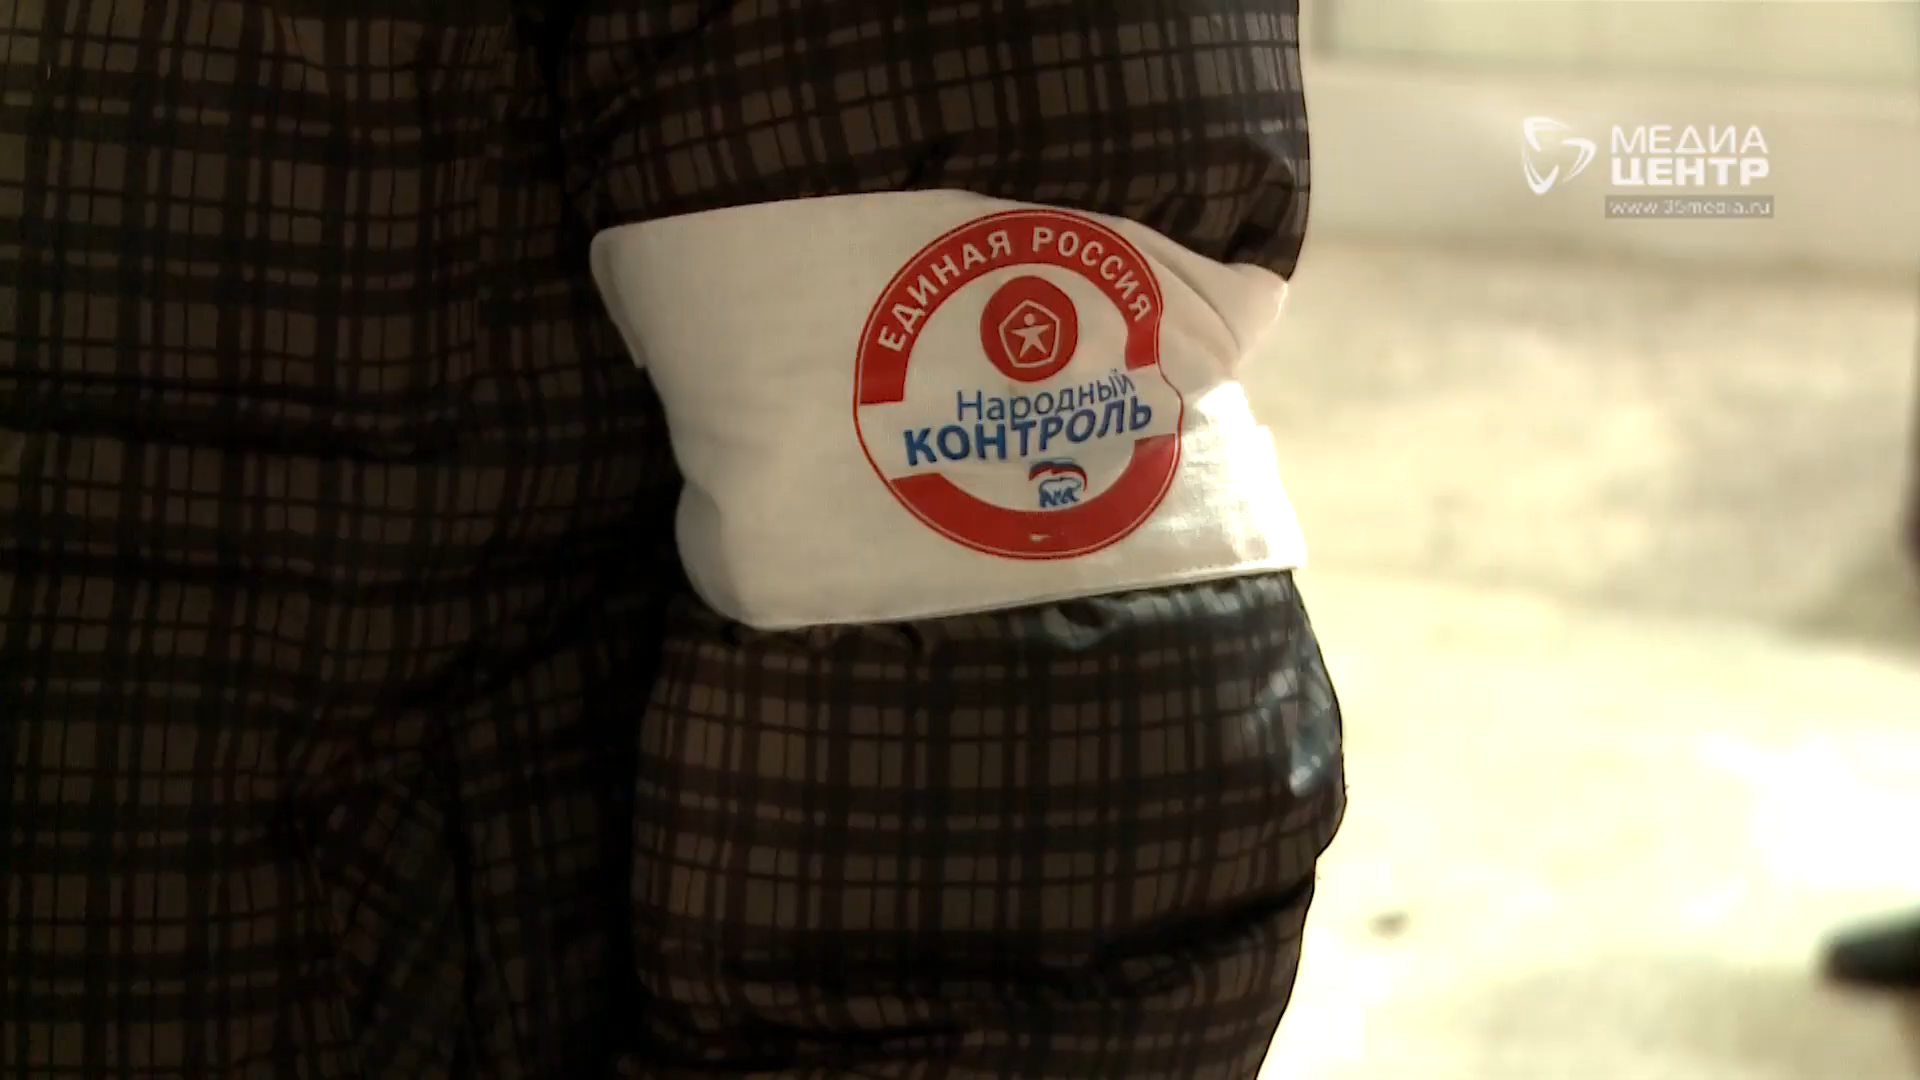 ЕДИНАЯ РОССИЯ
Народный
КОНТРОЛЬ
МЕДИА
ЦЕНТР
www.35media.ru